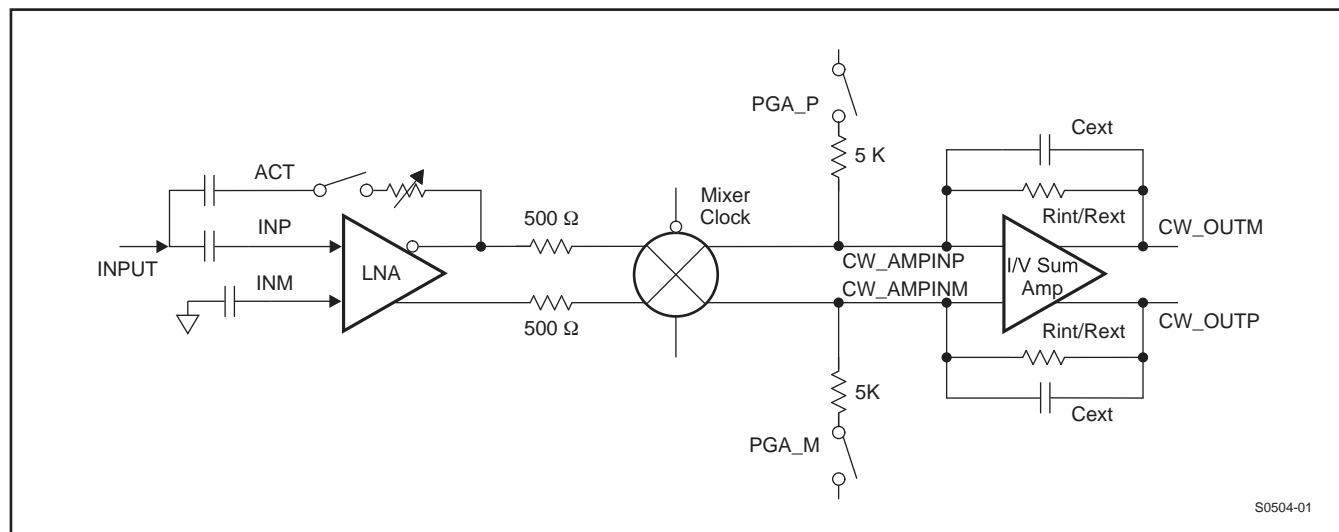 Cext
PGA_P
5 K
ACT
Mixer
Clock
Rint/Rext
500 Ω
CW_OUTM
INP
INPUT
LNA
CW_AMPINP
I/V Sum
Amp
INM
CW_AMPINM
500 Ω
CW_OUTP
Rint/Rext
5K
Cext
PGA_M
S0504-01